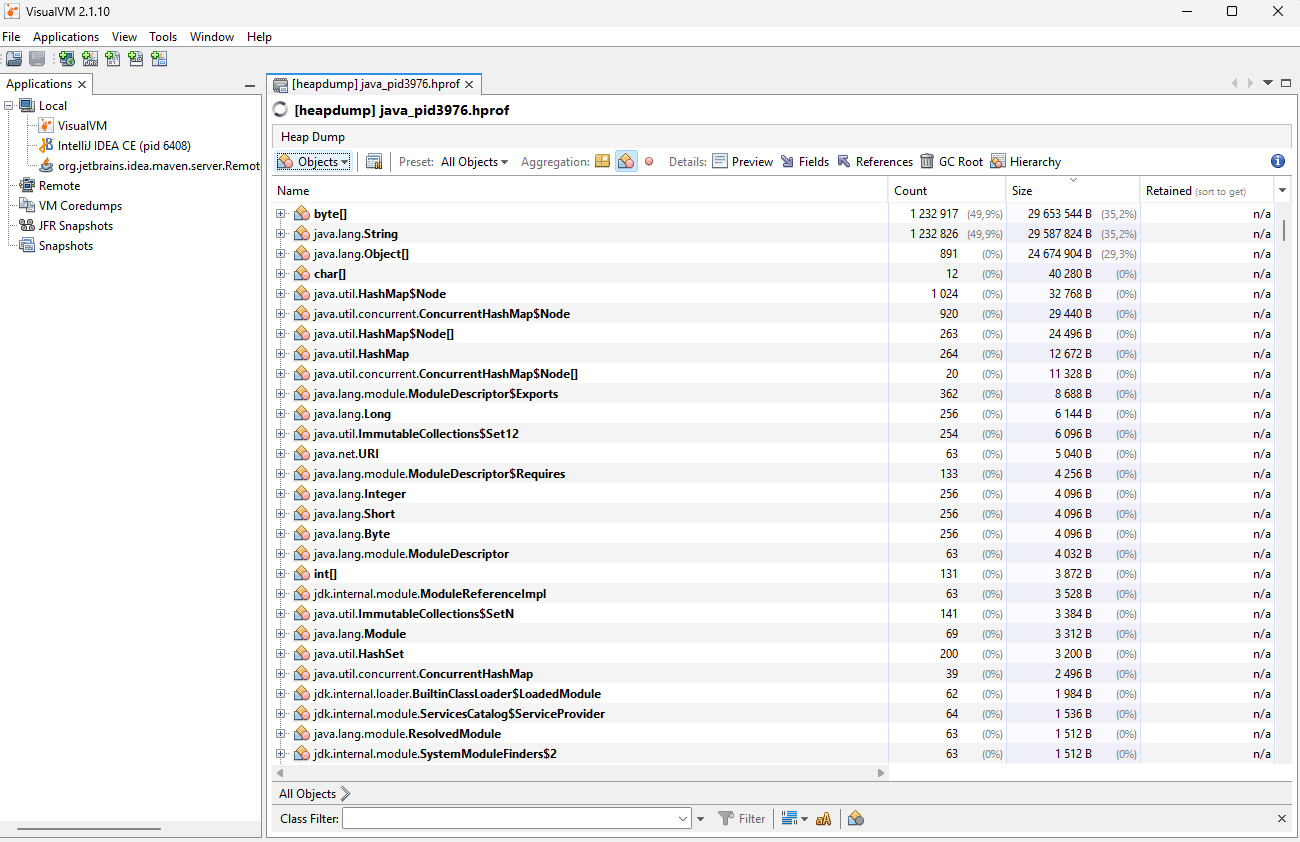 VisualVM 2.1.10
File Applications View Tools Window Help
Applications
[heapdump] java_pid3976.hprof
Local
VisualVM
IntelliJ IDEA CE (pid 6408)
org.jetbrains.idea.maven.server.Remot
Remote
VM Coredumps
JFR Snapshots
Snapshots
[heapdump] java_pid3976.hprof
Heap Dump
Objects Preset: All Objects Aggregation: Details: Preview Fields References GC Root Hierarchy
Name Count Size Retained (sort to get)
byte[] 1 232 917 (49,9%) 29 653 544 B (35,2%) n/a
java.lang.String 1 232 826 (49,9%) 29 587 824 B (35,2%) n/a
java.lang.Object[] 891 (0%) 24 674 904 B (29,3%) n/a
char[] 12 (0%) 40 280 B (0%) n/a
java.util.HashMap$Node 1 024 (0%) 32 768 B (0%) n/a
java.util.concurrent.ConcurrentHashMap$Node 920 (0%) 29 440 B (0%) n/a
java.util.HashMap$Node[] 263 (0%) 24 496 B (0%) n/a
java.util.HashMap 264 (0%) 12 672 B (0%) n/a
java.util.concurrent.ConcurrentHashMap$Node[] 20 (0%) 11 328 B (0%) n/a
java.lang.module.ModuleDescriptor$Exports 362 (0%) 8 688 B (0%) n/a
java.lang.Long 256 (0%) 6 144 B (0%) n/a
java.util.ImmutableCollections$Set12 254 (0%) 6 096 B (0%) n/a
java.net.URI 63 (0%) 5 040 B (0%) n/a
java.lang.module.ModuleDescriptor$Requires 133 (0%) 4 256 B (0%) n/a
java.lang.Integer 256 (0%) 4 096 B (0%) n/a
java.lang.Short 256 (0%) 4 096 B (0%) n/a
java.lang.Byte 256 (0%) 4 096 B (0%) n/a
java.lang.module.ModuleDescriptor 63 (0%) 4 032 B (0%) n/a
int[] 131 (0%) 3 872 B (0%) n/a
jdk.internal.module.ModuleReferenceImpl 63 (0%) 3 528 B (0%) n/a
java.util.ImmutableCollections$SetN 141 (0%) 3 384 B (0%) n/a
java.lang.Module 69 (0%) 3 312 B (0%) n/a
java.util.HashSet 200 (0%) 3 200 B (0%) n/a
java.util.concurrent.ConcurrentHashMap 39 (0%) 2 496 B (0%) n/a
jdk.internal.loader.BuiltinClassLoader$LoadedModule 62 (0%) 1 984 B (0%) n/a
jdk.internal.module.ServicesCatalog$ServiceProvider 64 (0%) 1 536 B (0%) n/a
java.lang.module.ResolvedModule 63 (0%) 1 512 B (0%) n/a
jdk.internal.module.SystemModuleFinders$2 63 (0%) 1 512 B (0%) n/a
All Objects
Class Filter: Filter aA